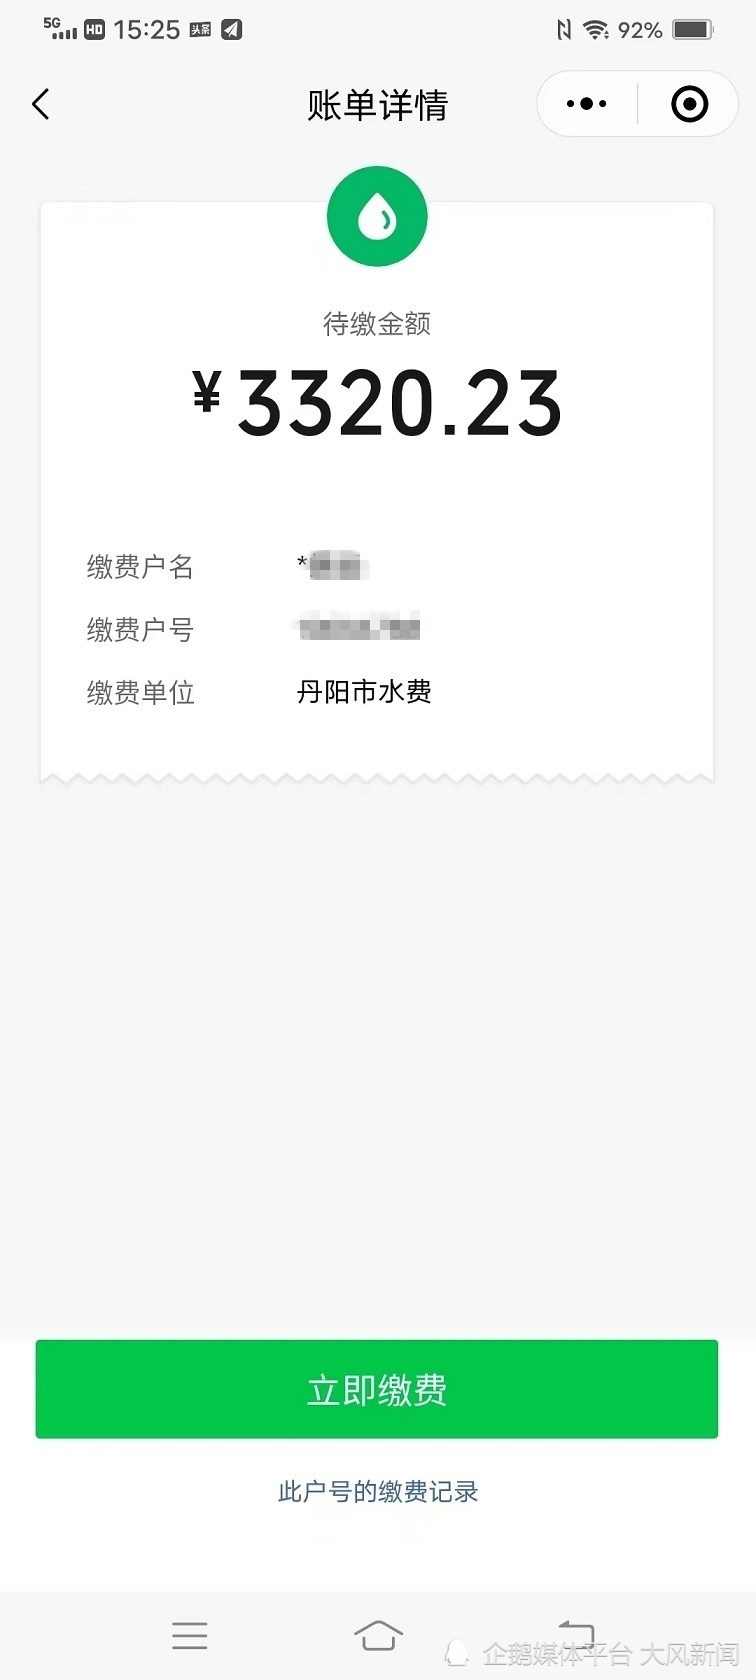 5G HD 15:25 头条 92%
账单详情
待缴金额
¥3320.23
缴费户名 *
缴费户号
缴费单位 丹阳市水费
立即缴费
此户号的缴费记录
企鹅媒体平台 大风新闻